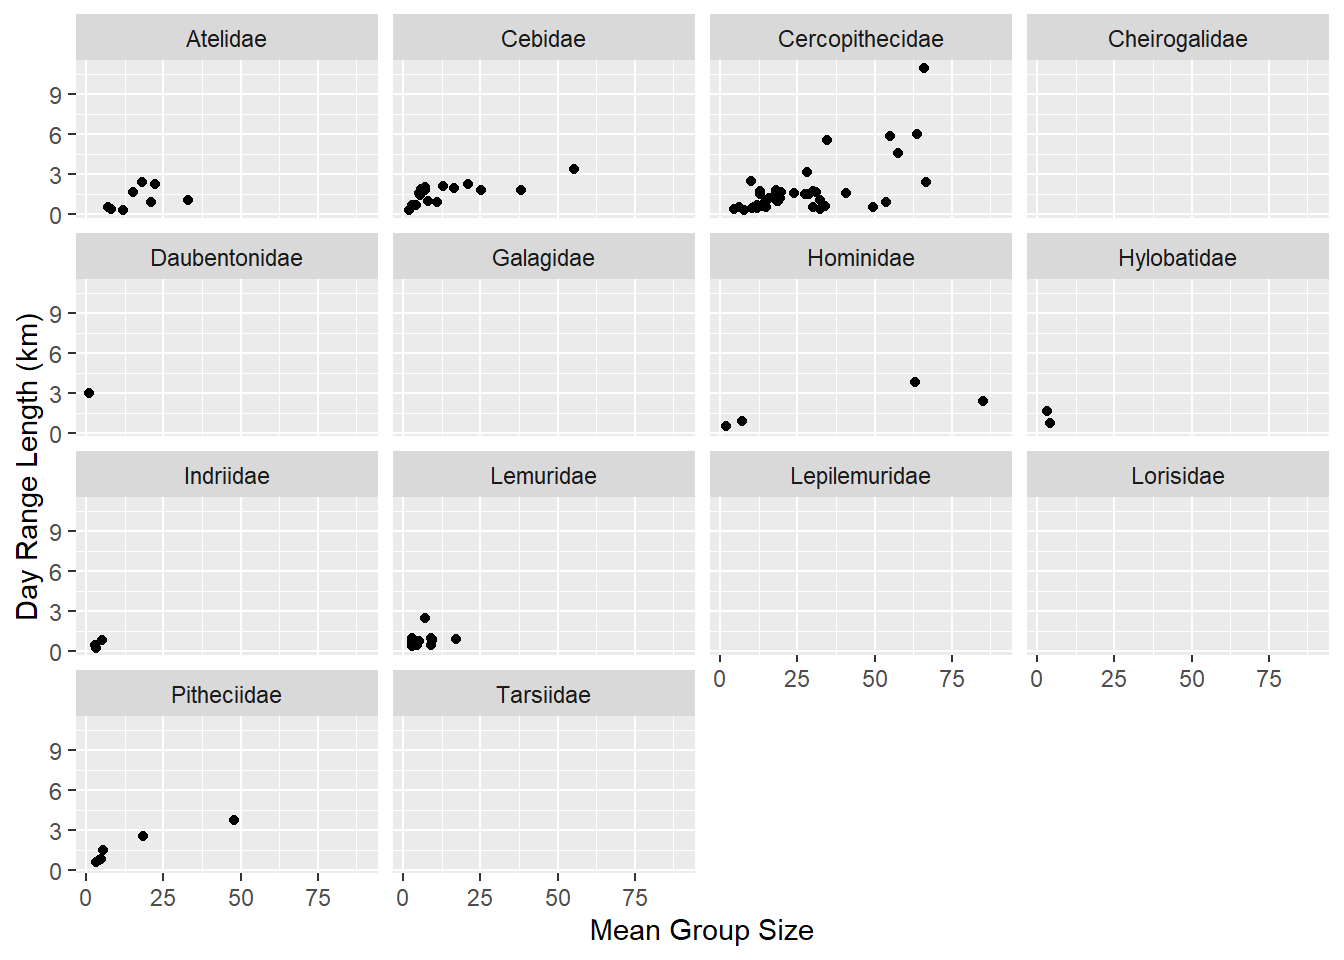 Atelidae Cebidae Cercopithecidae Cheirogalidae
9
6
3
0
Daubentonidae Galagidae Hominidae Hylobatidae
9
6
3
0
Indriidae Lemuridae Lepilemuridae Lorisidae
9
6
3
0
0 25 50 75 0 25 50 75
Pitheciidae Tarsiidae
9
6
3
0
0 25 50 75 0 25 50 75
Mean Group Size
Day Range Length (km)